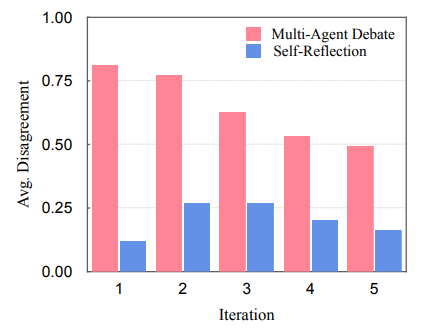 1.00
0.75
0.50
0.25
0.00
Avg. Disagreement
Multi-Agent Debate
Self-Reflection
1 2 3 4 5
Iteration